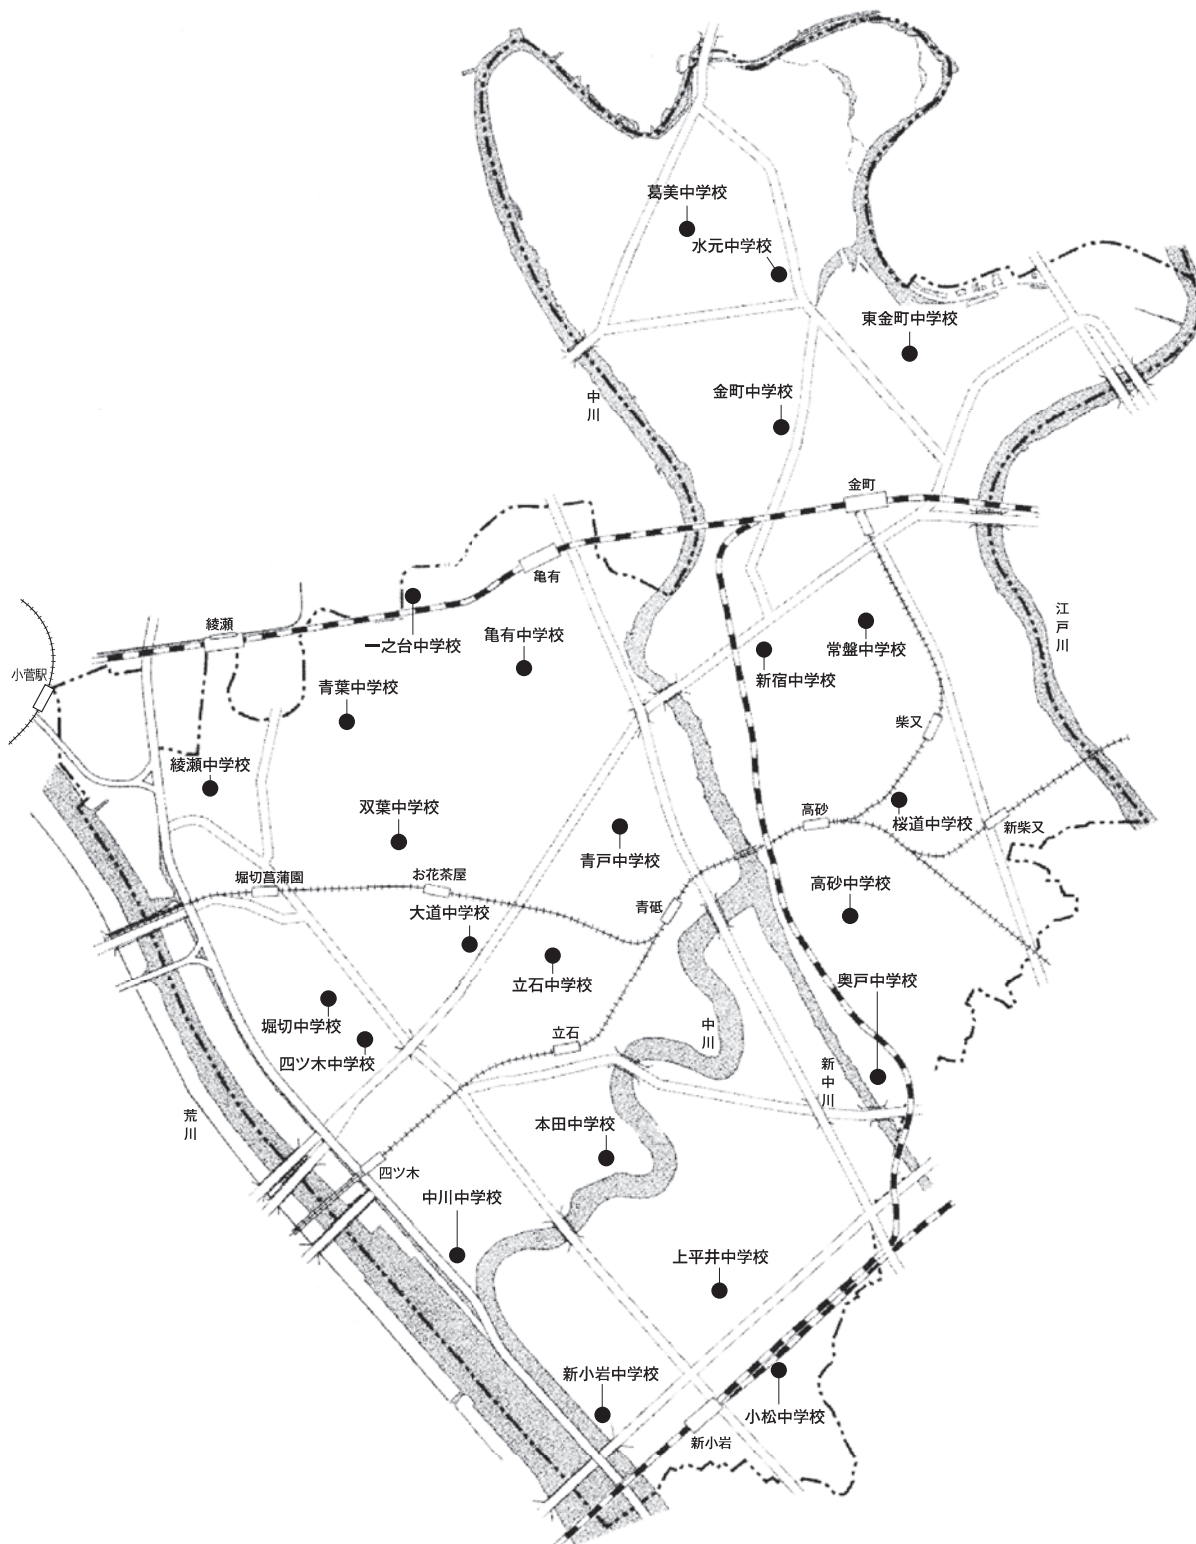 葛美中学校
水元中学校
東金町中学校
金町中学校
中川
金町
亀有
綾瀬
一之台中学校
亀有中学校
常盤中学校
江戸川
小菅駅
新宿中学校
青葉中学校
柴又
綾瀬中学校
双葉中学校
高砂
桜道中学校
新柴又
青戸中学校
堀切菖蒲園
お花茶屋
高砂中学校
大道中学校
青砥
立石中学校
奥戸中学校
堀切中学校
四ツ木中学校
立石
中川
新中川
荒川
本田中学校
四ツ木
中川中学校
上平井中学校
新小岩中学校
小松中学校
新小岩